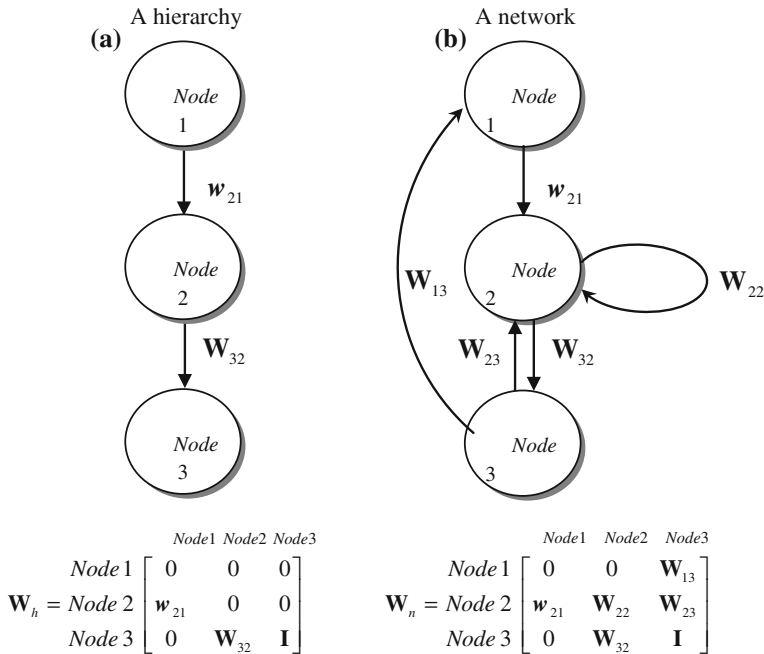 A hierarchy
(a)
Node
1
w21
Node
2
W32
Node
3
Node1 Node2 Node3
Node 1 [ 0 0 0 ]
Wh = Node 2 [ w21 0 0 ]
Node 3 [ 0 W32 I ]
A network
(b)
Node
1
w21
W13
Node
2
W22
W23 W32
Node
3
Node1 Node2 Node3
Node 1 [ 0 0 W13 ]
Wn = Node 2 [ w21 W22 W23 ]
Node 3 [ 0 W32 I ]